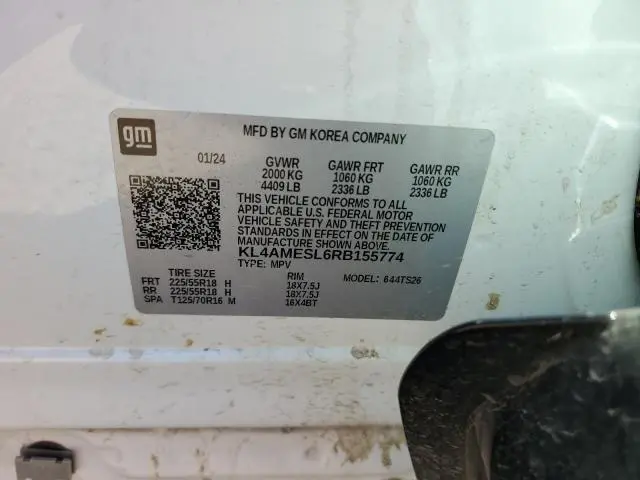 gm
MFD BY GM KOREA COMPANY
01/24 GVWR GAWR FRT GAWR RR
2000 KG 1060 KG 1060 KG
4409 LB 2336 LB 2336 LB
THIS VEHICLE CONFORMS TO ALL
APPLICABLE U.S. FEDERAL MOTOR
VEHICLE SAFETY AND THEFT PREVENTION
STANDARDS IN EFFECT ON THE DATE OF
MANUFACTURE SHOWN ABOVE.
KL4AMESL6RB155774
TYPE: MPV MODEL: 644TS26
TIRE SIZE RIM
FRT 225/55R18 H 18X7.5J
RR 225/55R18 H 18X7.5J
SPA T125/70R16 M 16X4BT